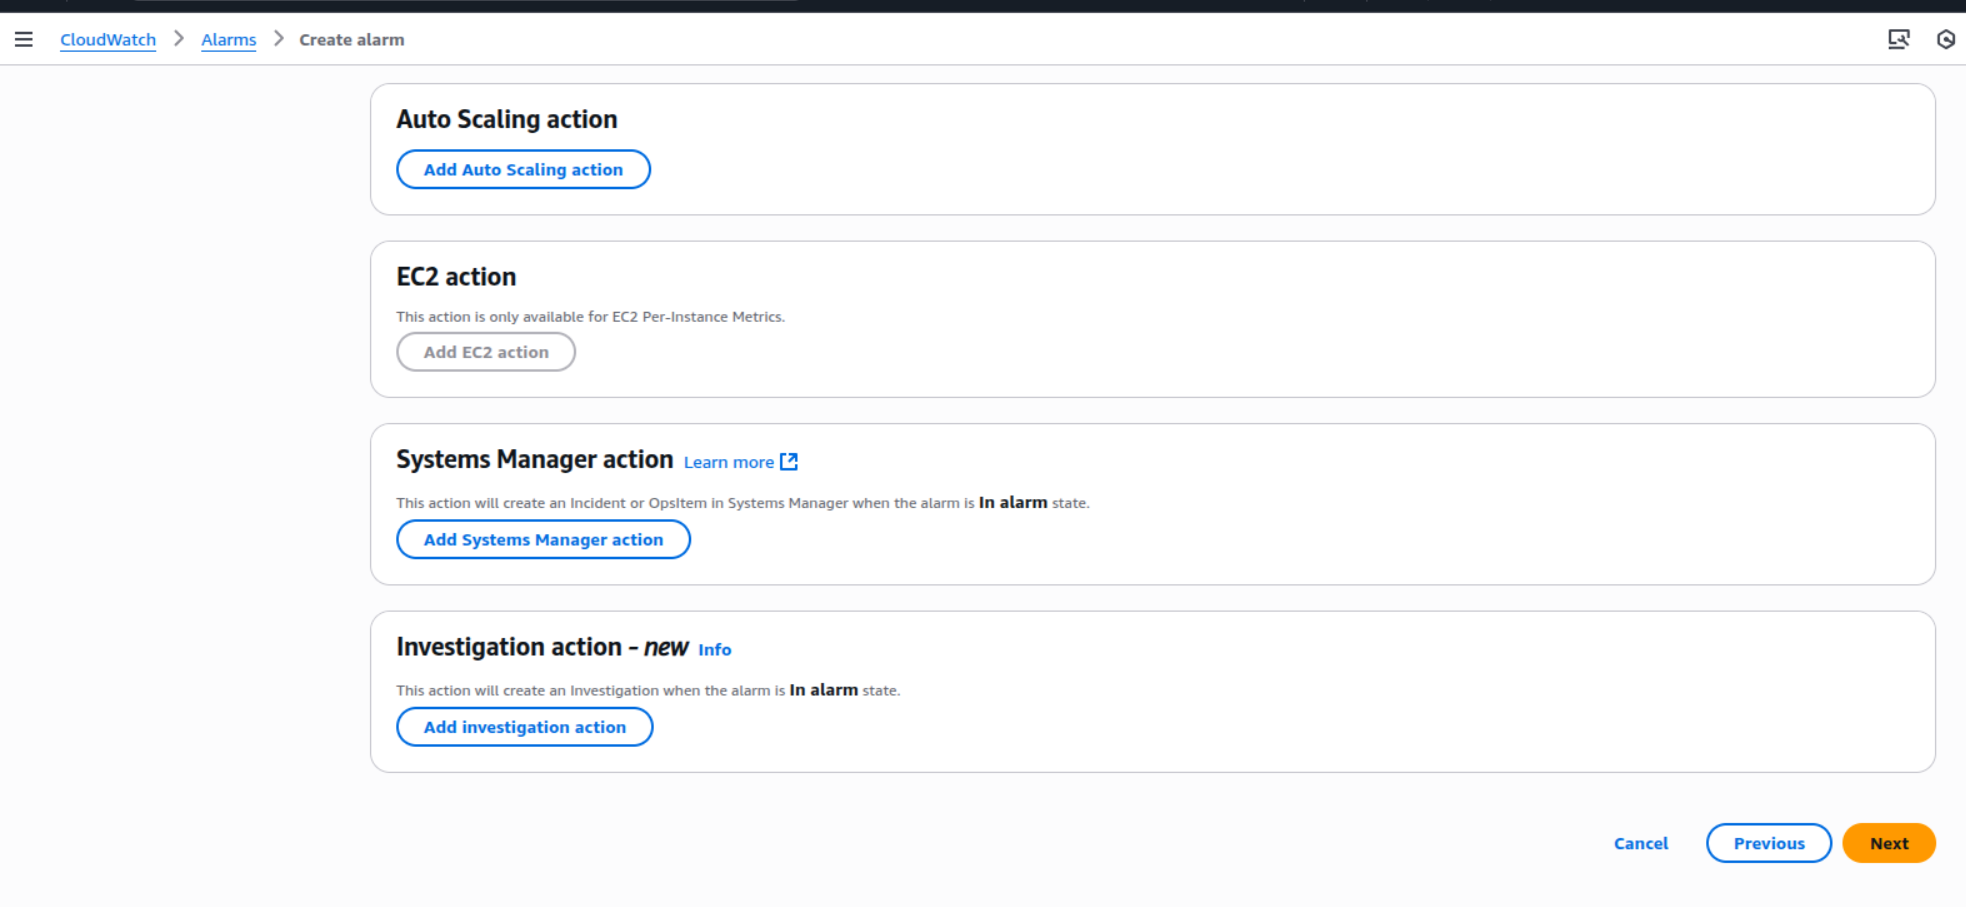 CloudWatch > Alarms > Create alarm
Auto Scaling action
Add Auto Scaling action
EC2 action
This action is only available for EC2 Per-Instance Metrics.
Add EC2 action
Systems Manager action Learn more
This action will create an Incident or OpsItem in Systems Manager when the alarm is In alarm state.
Add Systems Manager action
Investigation action - new Info
This action will create an Investigation when the alarm is In alarm state.
Add investigation action
Cancel Previous Next